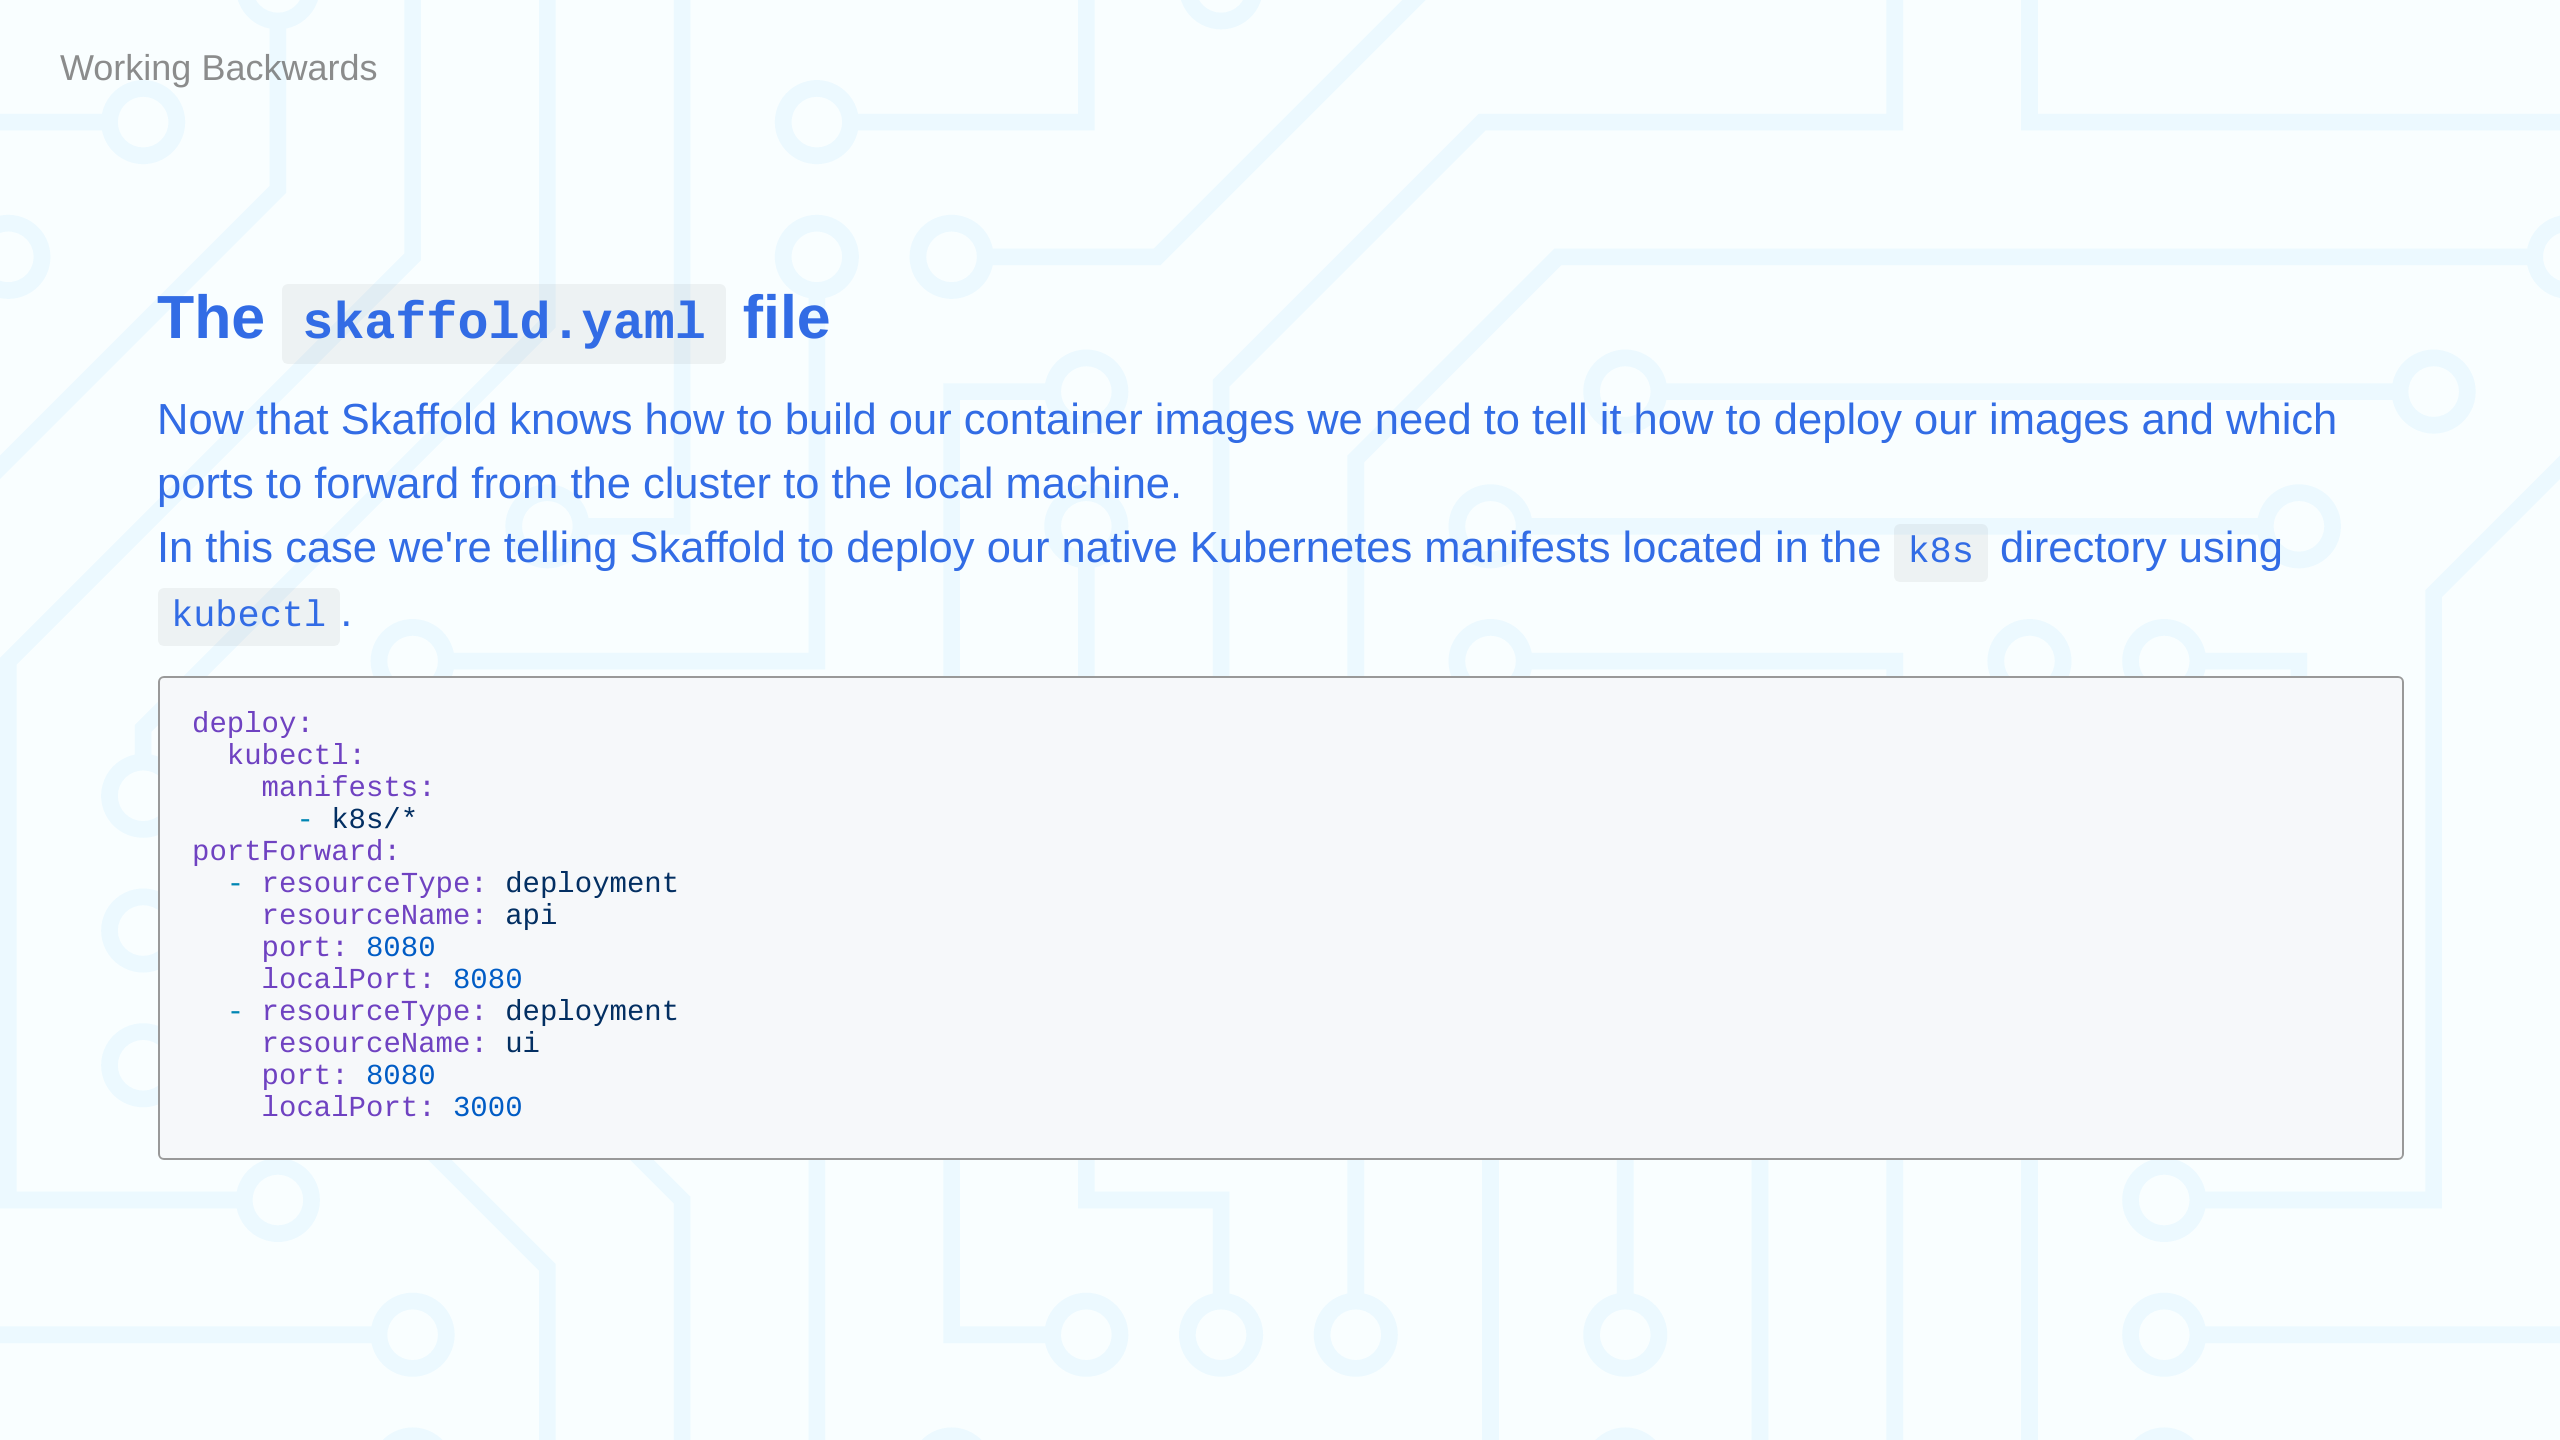 Working Backwards
The skaffold.yaml file
Now that Skaffold knows how to build our container images we need to tell it how to deploy our images and which
ports to forward from the cluster to the local machine.
In this case we're telling Skaffold to deploy our native Kubernetes manifests located in the k8s directory using
kubectl.
deploy:
  kubectl:
    manifests:
      - k8s/*
portForward:
  - resourceType: deployment
    resourceName: api
    port: 8080
    localPort: 8080
  - resourceType: deployment
    resourceName: ui
    port: 8080
    localPort: 3000